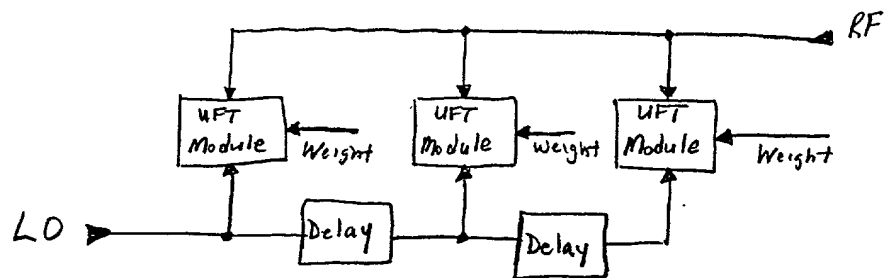 RF
UFT
Module
Weight
UFT
Module
Weight
UFT
Module
Weight
LO
Delay
Delay